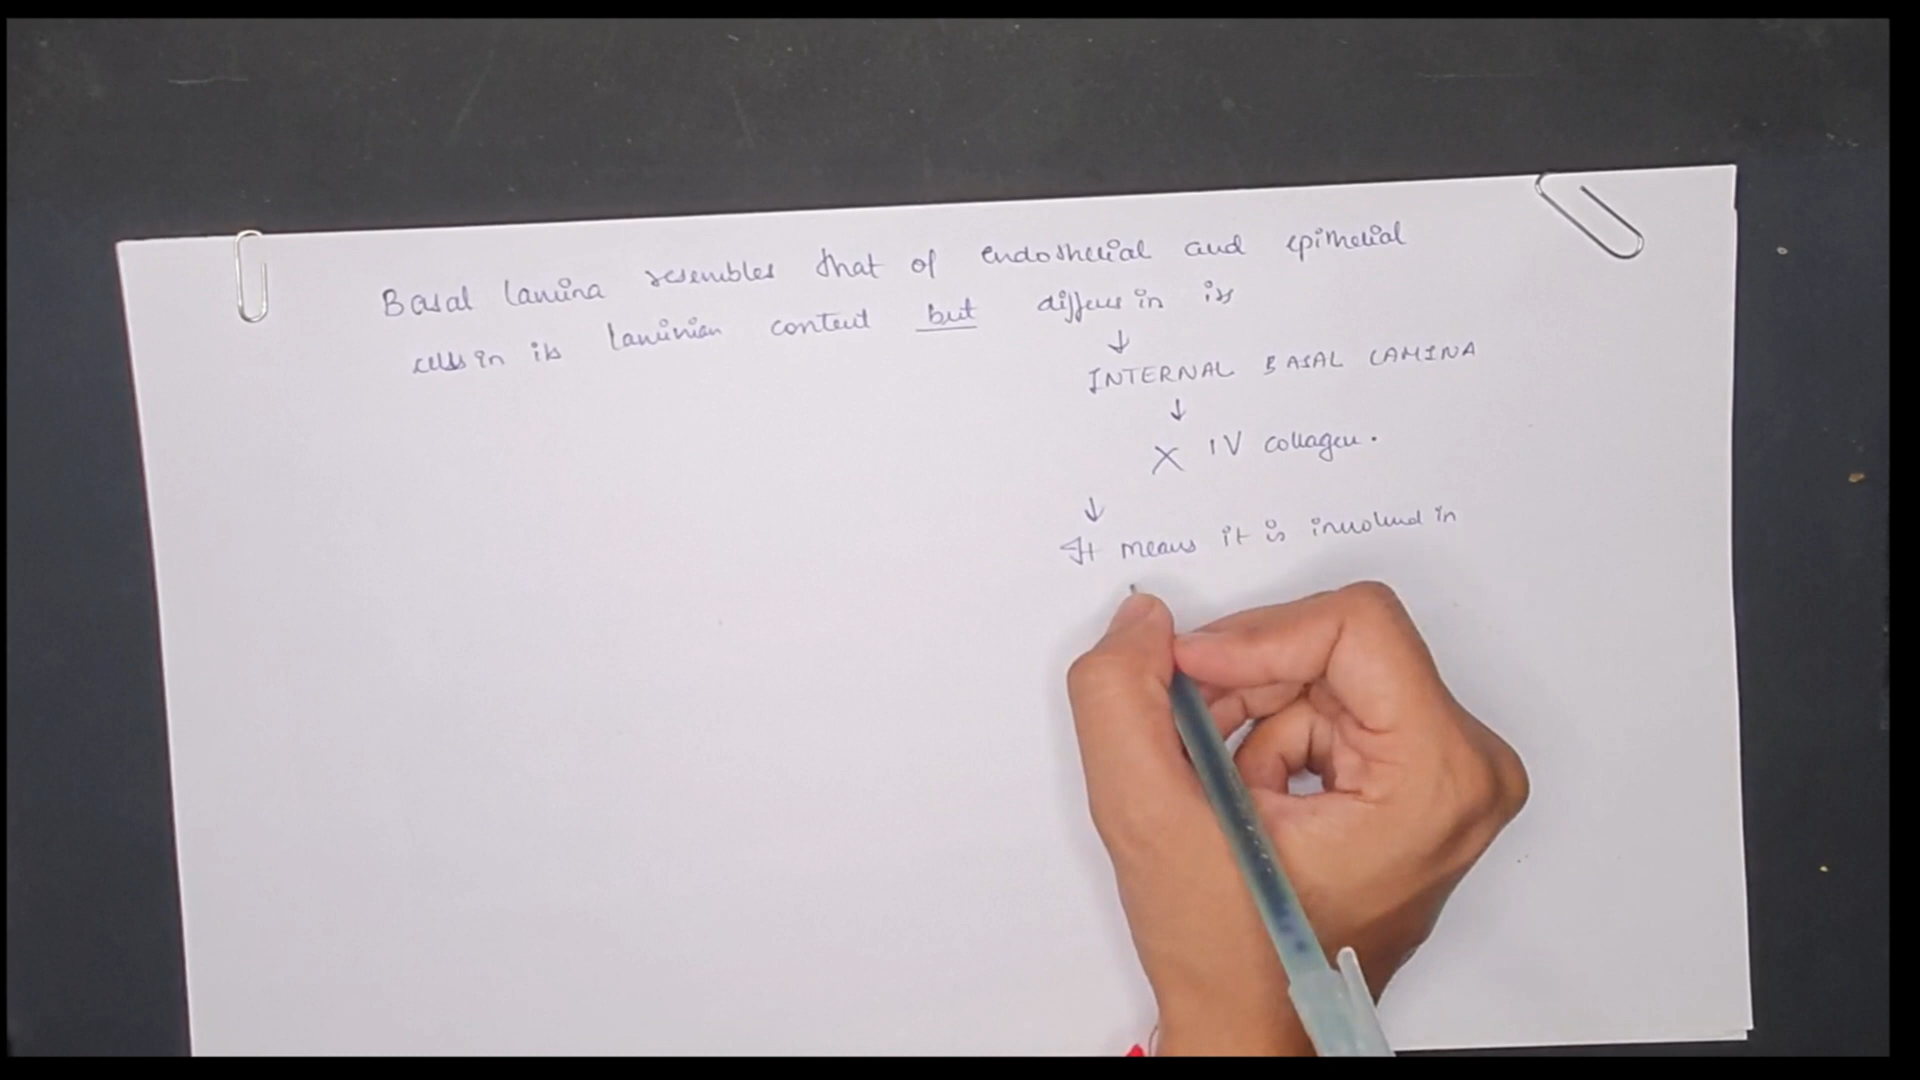 Basal lamina resembles that of endothelial and epithelial
cells in its laminian content but differs in its
↓
INTERNAL BASAL LAMINA
↓
X IV collagen.
↓
It means it is involved in